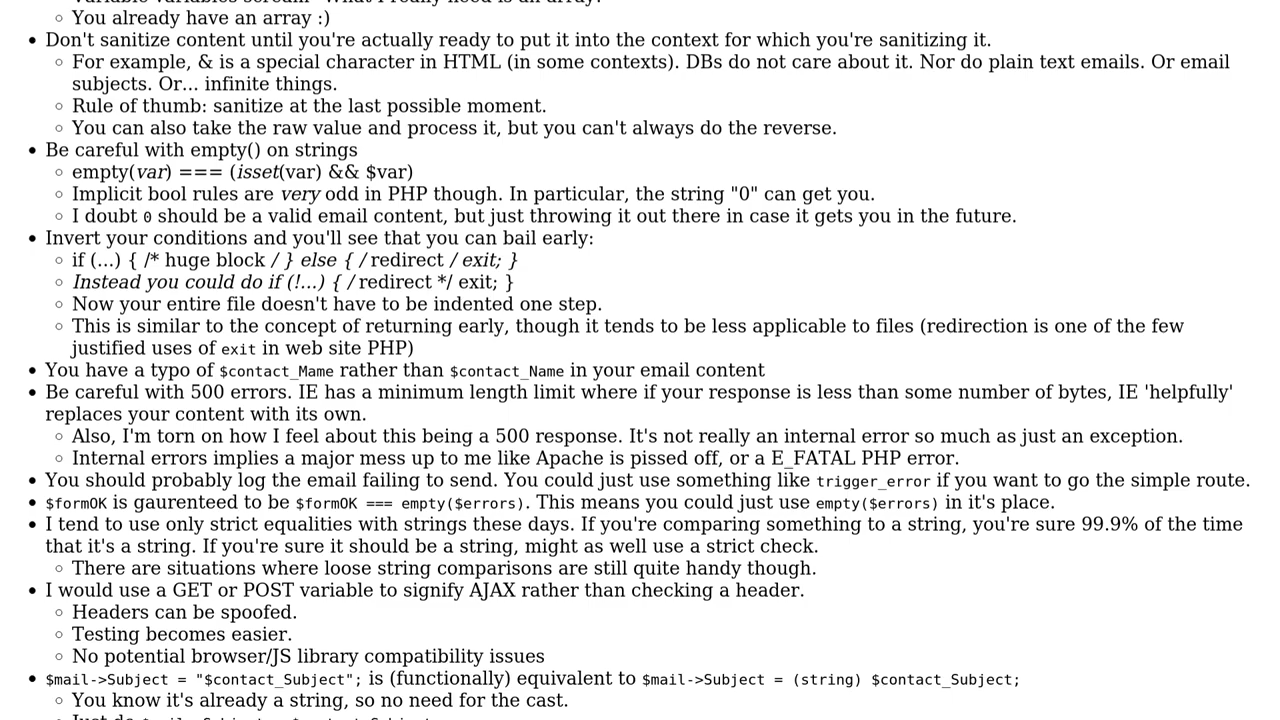 You already have an array :)
Don't sanitize content until you're actually ready to put it into the context for which you're sanitizing it.
For example, & is a special character in HTML (in some contexts). DBs do not care about it. Nor do plain text emails. Or email
subjects. Or... infinite things.
Rule of thumb: sanitize at the last possible moment.
You can also take the raw value and process it, but you can't always do the reverse.
Be careful with empty() on strings
empty(var) === (isset(var) && $var)
Implicit bool rules are very odd in PHP though. In particular, the string "0" can get you.
I doubt 0 should be a valid email content, but just throwing it out there in case it gets you in the future.
Invert your conditions and you'll see that you can bail early:
if (...) { /* huge block / } else { / redirect / exit; }
Instead you could do if (!...) { / redirect */ exit; }
Now your entire file doesn't have to be indented one step.
This is similar to the concept of returning early, though it tends to be less applicable to files (redirection is one of the few
justified uses of exit in web site PHP)
You have a typo of $contact_Mame rather than $contact_Name in your email content
Be careful with 500 errors. IE has a minimum length limit where if your response is less than some number of bytes, IE 'helpfully'
replaces your content with its own.
Also, I'm torn on how I feel about this being a 500 response. It's not really an internal error so much as just an exception.
Internal errors implies a major mess up to me like Apache is pissed off, or a E_FATAL PHP error.
You should probably log the email failing to send. You could just use something like trigger_error if you want to go the simple route.
$formOK is gaurenteed to be $formOK === empty($errors). This means you could just use empty($errors) in it's place.
I tend to use only strict equalities with strings these days. If you're comparing something to a string, you're sure 99.9% of the time
that it's a string. If you're sure it should be a string, might as well use a strict check.
There are situations where loose string comparisons are still quite handy though.
I would use a GET or POST variable to signify AJAX rather than checking a header.
Headers can be spoofed.
Testing becomes easier.
No potential browser/JS library compatibility issues
$mail->Subject = "$contact_Subject"; is (functionally) equivalent to $mail->Subject = (string) $contact_Subject;
You know it's already a string, so no need for the cast.